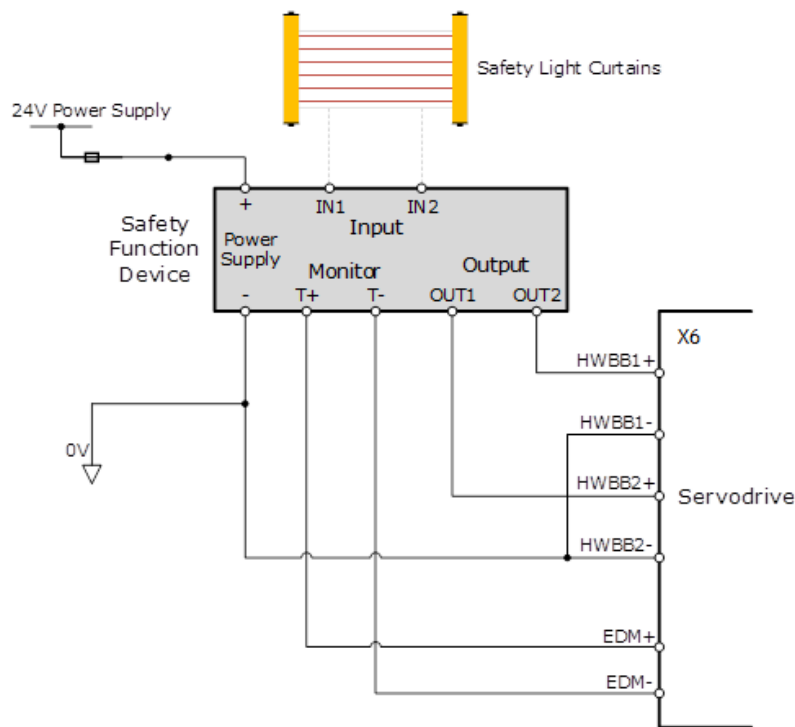 Safety Light Curtains
24V Power Supply
+
IN1
IN2
Input
Safety
Function
Device
Power
Supply
Monitor
Output
-
T+
T-
OUT1
OUT2
X6
HWBB1+
HWBB1-
0V
HWBB2+
Servodrive
HWBB2-
EDM+
EDM-